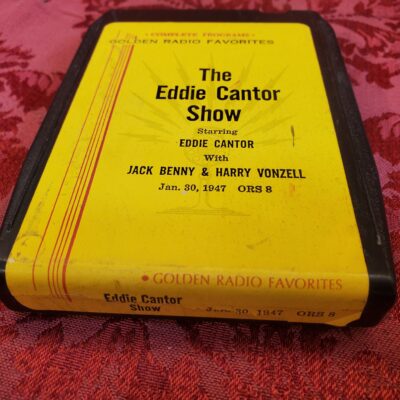 • COMPLETE PROGRAMS •
GOLDEN RADIO FAVORITES
The
Eddie Cantor
Show
Starring
EDDIE CANTOR
With
JACK BENNY & HARRY VONZELL
Jan. 30, 1947 ORS 8
• GOLDEN RADIO FAVORITES
Eddie Cantor
Show
Jan. 30, 1947 ORS 8